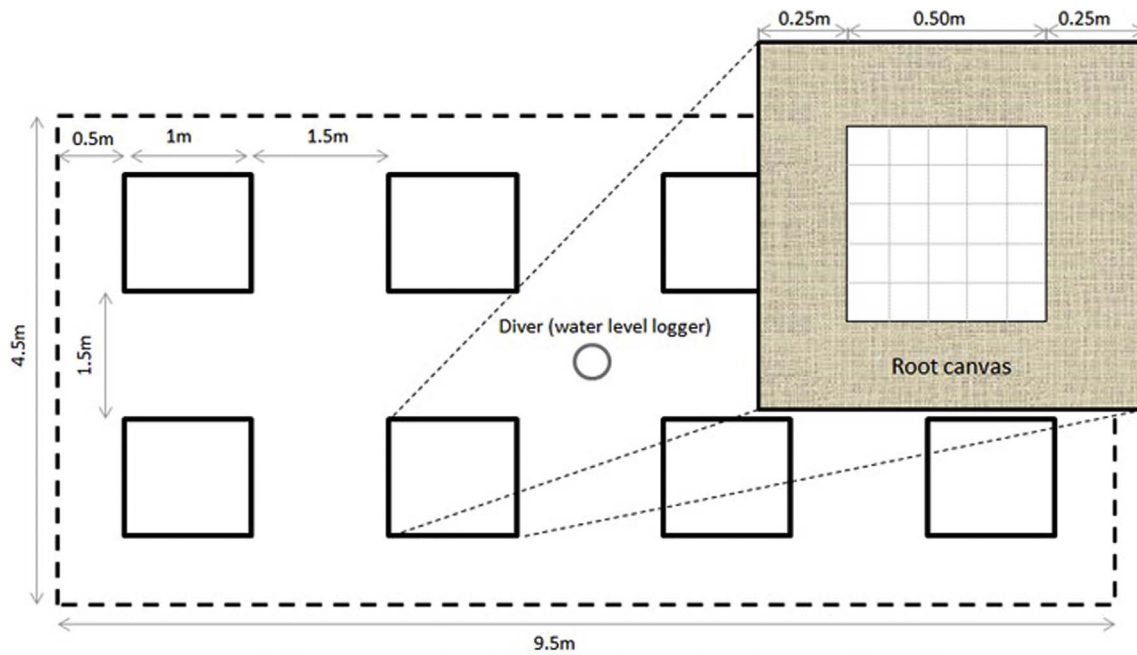 0.25m 0.50m 0.25m
0.5m 1m 1.5m
Diver (water level logger)
1.5m
4.5m
Root canvas
9.5m